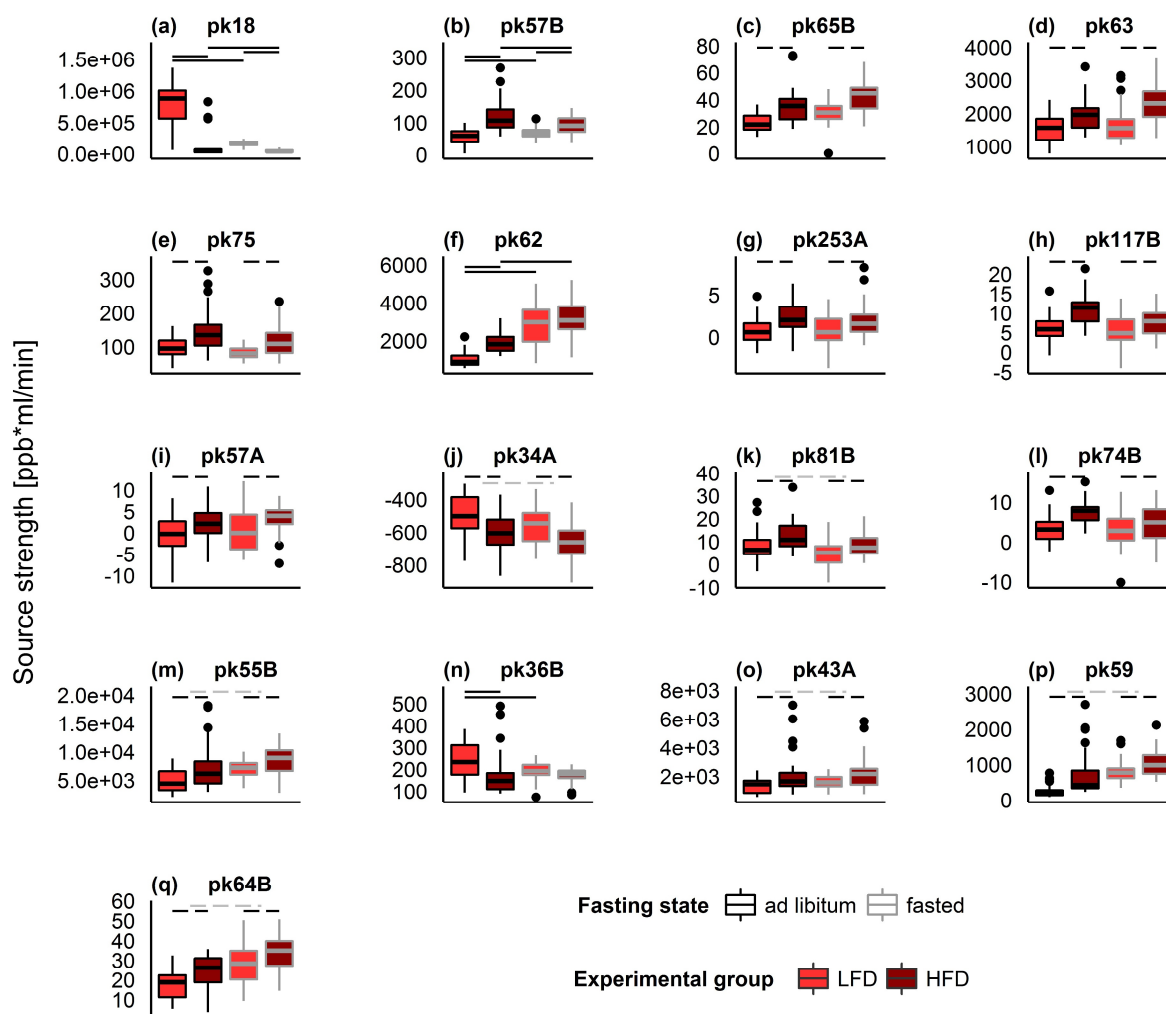 Source strength [ppb*ml/min]
(a) pk18
1.5e+06
1.0e+06
5.0e+05
0.0e+00
(b) pk57B
300
200
100
0
(c) pk65B
80
60
40
20
0
(d) pk63
4000
3000
2000
1000
(e) pk75
300
200
100
(f) pk62
6000
4000
2000
(g) pk253A
5
0
(h) pk117B
20
15
10
5
0
-5
(i) pk57A
10
5
0
-5
-10
(j) pk34A
-400
-600
-800
(k) pk81B
40
30
20
10
0
-10
(l) pk74B
10
0
-10
(m) pk55B
2.0e+04
1.5e+04
1.0e+04
5.0e+03
(n) pk36B
500
400
300
200
100
(o) pk43A
8e+03
6e+03
4e+03
2e+03
(p) pk59
3000
2000
1000
0
(q) pk64B
60
50
40
30
20
10
Fasting state ad libitum fasted
Experimental group LFD HFD